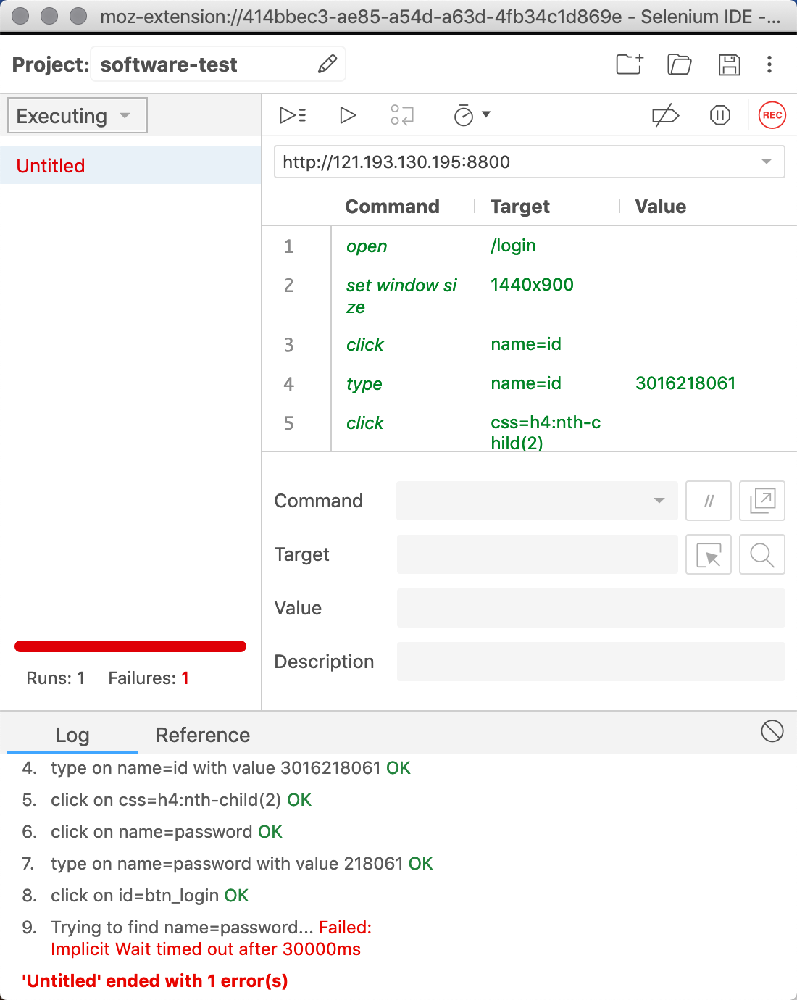 moz-extension://414bbec3-ae85-a54d-a63d-4fb34c1d869e - Selenium IDE -...
Project: software-test
Executing
REC
Untitled
http://121.193.130.195:8800
Command Target Value
1 open /login
2 set window si 1440x900
ze
3 click name=id
4 type name=id 3016218061
5 click css=h4:nth-c
hild(2)
Command //
Target
Value
Description
Runs: 1 Failures: 1
Log Reference
4. type on name=id with value 3016218061 OK
5. click on css=h4:nth-child(2) OK
6. click on name=password OK
7. type on name=password with value 218061 OK
8. click on id=btn_login OK
9. Trying to find name=password... Failed:
Implicit Wait timed out after 30000ms
'Untitled' ended with 1 error(s)